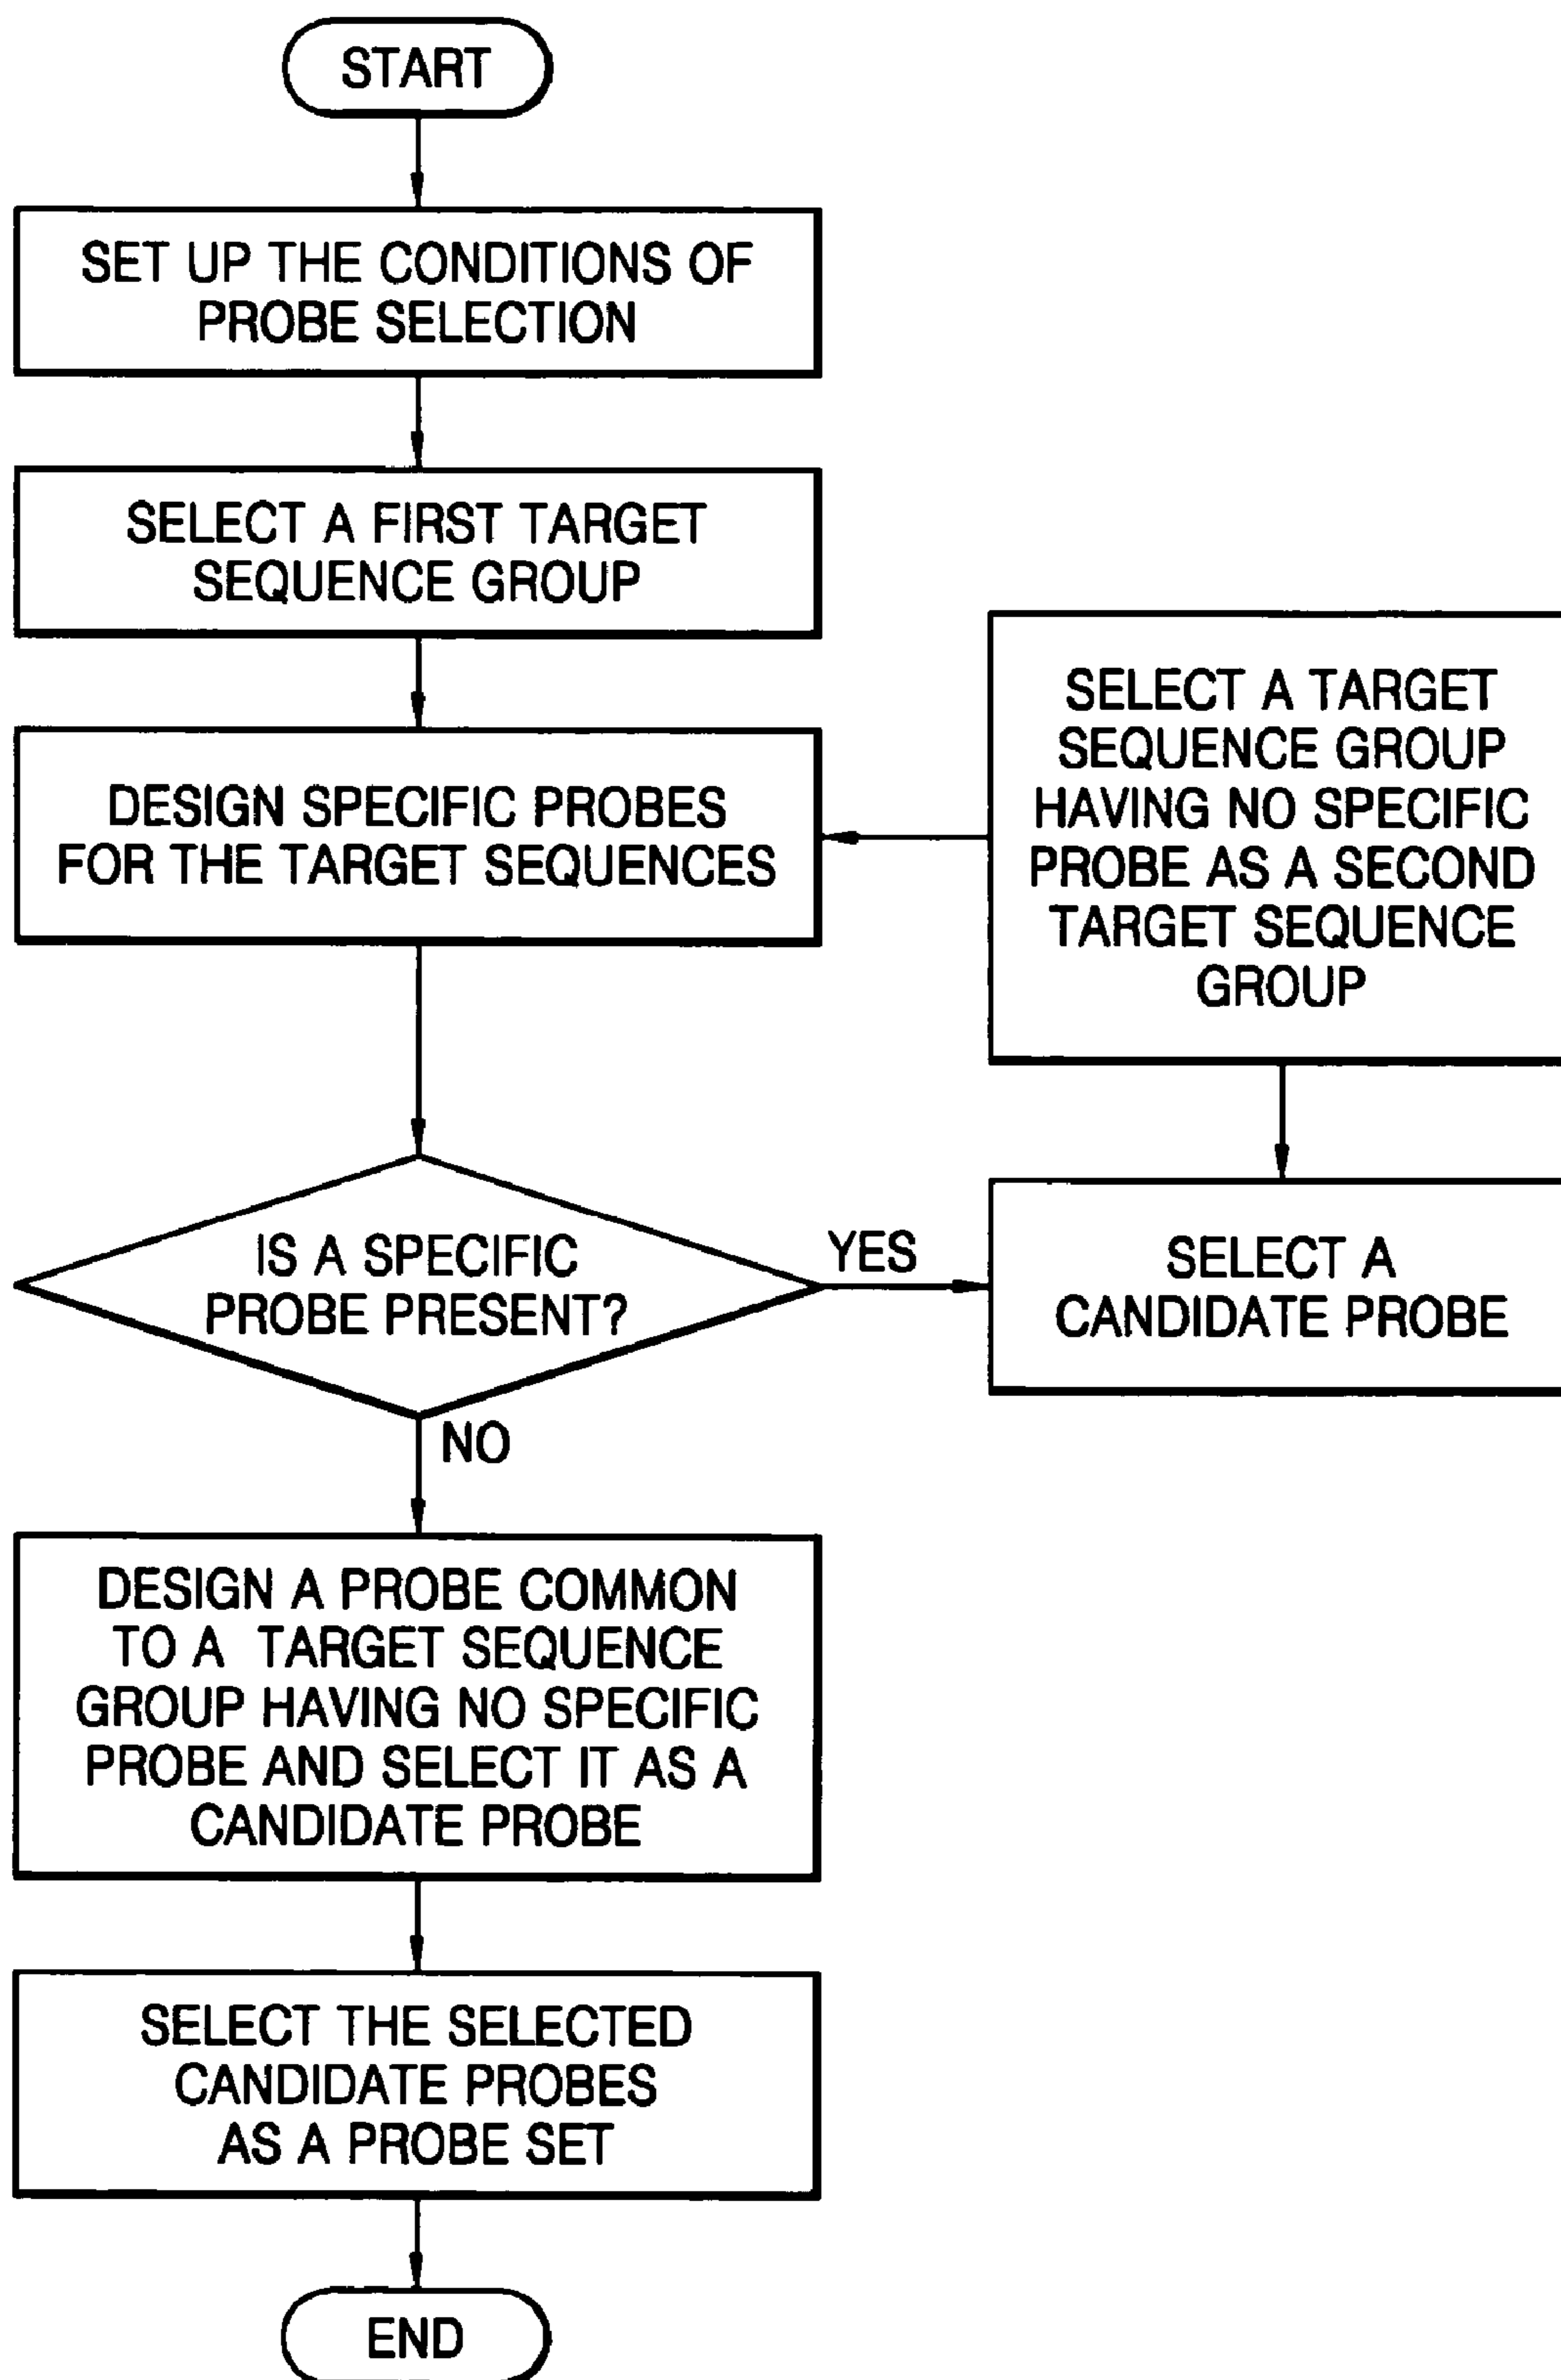 START
SET UP THE CONDITIONS OF
PROBE SELECTION
SELECT A FIRST TARGET
SEQUENCE GROUP
DESIGN SPECIFIC PROBES
FOR THE TARGET SEQUENCES
SELECT A TARGET
SEQUENCE GROUP
HAVING NO SPECIFIC
PROBE AS A SECOND
TARGET SEQUENCE
GROUP
IS A SPECIFIC
PROBE PRESENT?
YES
SELECT A
CANDIDATE PROBE
NO
DESIGN A PROBE COMMON
TO A TARGET SEQUENCE
GROUP HAVING NO SPECIFIC
PROBE AND SELECT IT AS A
CANDIDATE PROBE
SELECT THE SELECTED
CANDIDATE PROBES
AS A PROBE SET
END